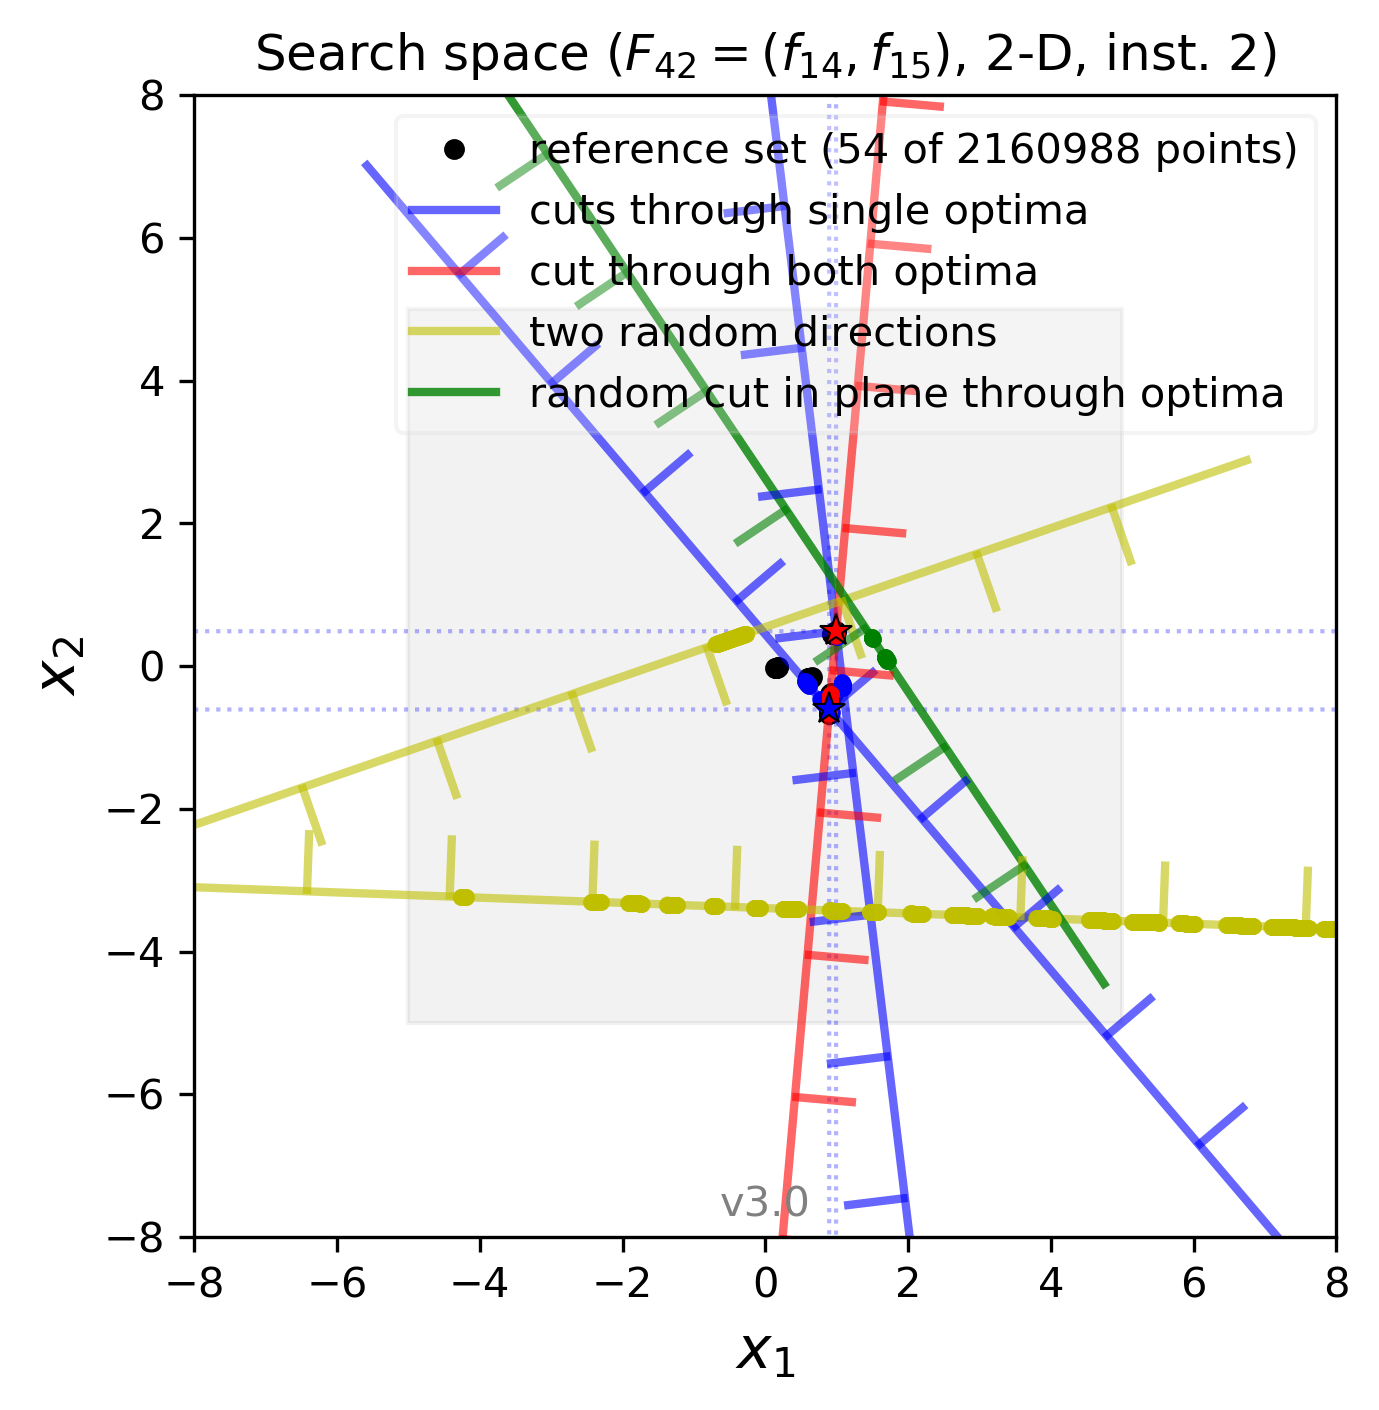 Search space (F₄₂ = (f₁₄, f₁₅), 2-D, inst. 2)
reference set (54 of 2160988 points)
cuts through single optima
cut through both optima
two random directions
random cut in plane through optima
8
6
4
2
0
−2
−4
−6
−8
x₂
v3.0
−8 −6 −4 −2 0 2 4 6 8
x₁